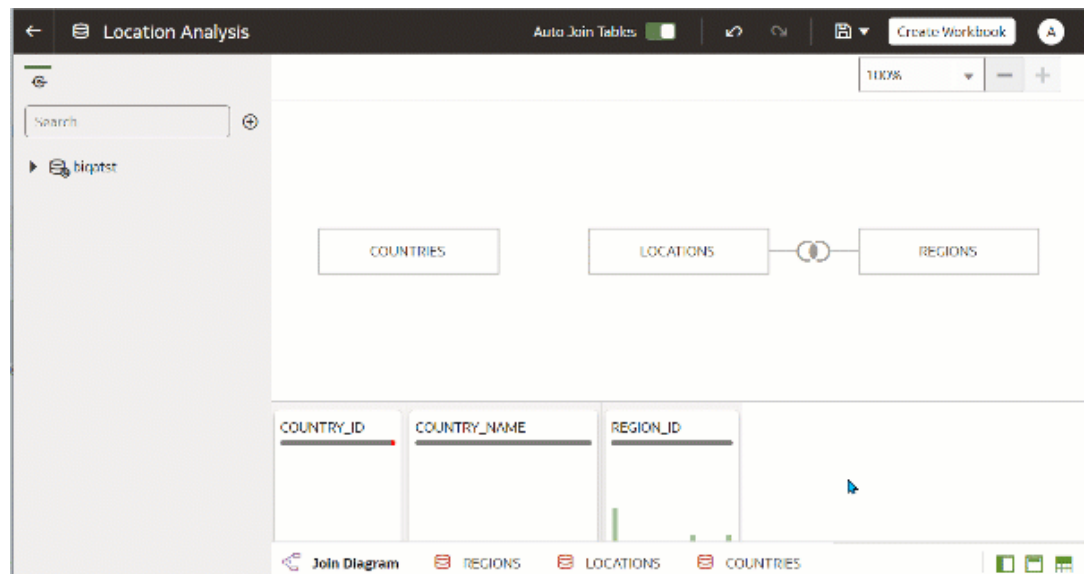 Location Analysis
Auto Join Tables
Create Workbook
A
100%
Search
biqatst
COUNTRIES
LOCATIONS
REGIONS
COUNTRY_ID
COUNTRY_NAME
REGION_ID
Join Diagram
REGIONS
LOCATIONS
COUNTRIES